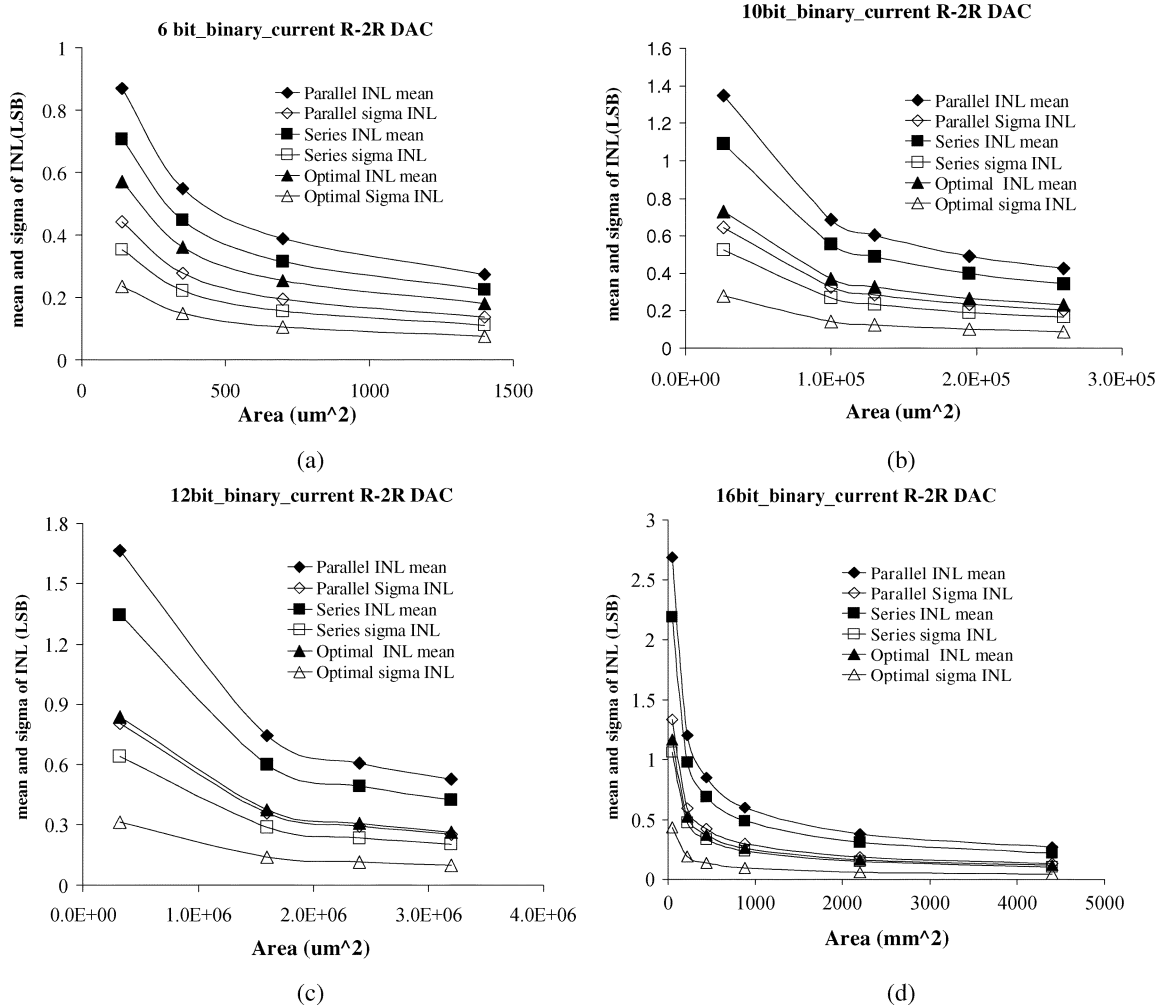 6 bit_binary_current R-2R DAC
mean and sigma of INL(LSB)
1
0.8
0.6
0.4
0.2
0
Parallel INL mean
Parallel sigma INL
Series INL mean
Series sigma INL
Optimal INL mean
Optimal Sigma INL
0 500 1000 1500
Area (um^2)
(a)
10bit_binary_current R-2R DAC
mean and sigma of INL(LSB)
1.6
1.4
1.2
1
0.8
0.6
0.4
0.2
0
Parallel INL mean
Parallel Sigma INL
Series INL mean
Series sigma INL
Optimal INL mean
Optimal sigma INL
0.0E+00 1.0E+05 2.0E+05 3.0E+05
Area (um^2)
(b)
12bit_binary_current R-2R DAC
mean and sigma of INL (LSB)
1.8
1.5
1.2
0.9
0.6
0.3
0
Parallel INL mean
Parallel Sigma INL
Series INL mean
Series sigma INL
Optimal INL mean
Optimal sigma INL
0.0E+00 1.0E+06 2.0E+06 3.0E+06 4.0E+06
Area (um^2)
(c)
16bit_binary_current R-2R DAC
mean and sigma of INL (LSB)
3
2.5
2
1.5
1
0.5
0
Parallel INL mean
Parallel Sigma INL
Series INL mean
Series sigma INL
Optimal INL mean
Optimal sigma INL
0 1000 2000 3000 4000 5000
Area (mm^2)
(d)